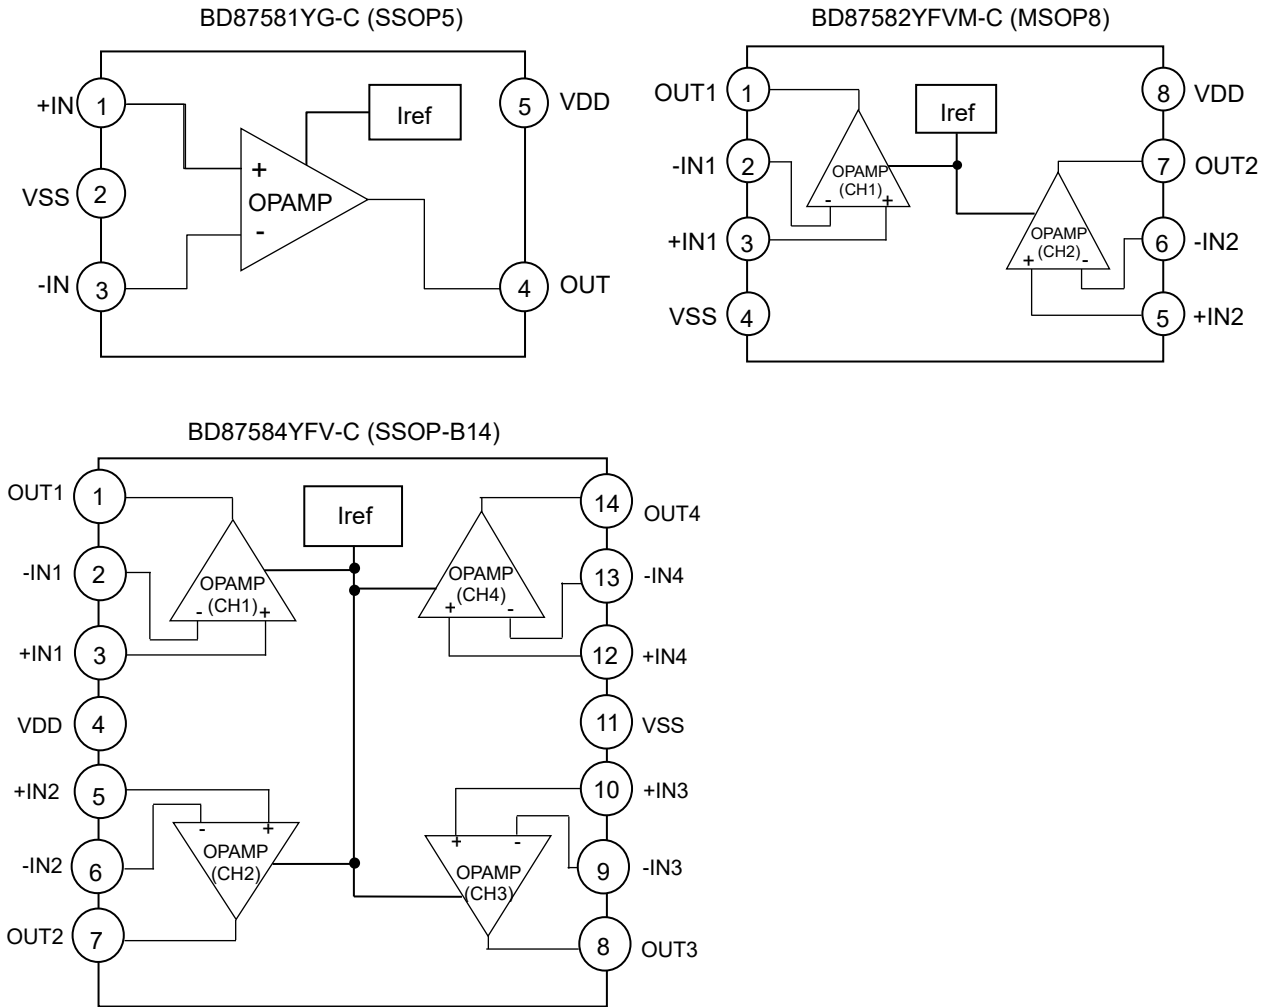 BD87581YG-C (SSOP5)
+IN 1
VSS 2
-IN 3
+
OPAMP
-
Iref
5 VDD
4 OUT
BD87582YFVM-C (MSOP8)
OUT1 1
-IN1 2
+IN1 3
VSS 4
OPAMP
(CH1)
- +
Iref
OPAMP
(CH2)
+ -
8 VDD
7 OUT2
6 -IN2
5 +IN2
BD87584YFV-C (SSOP-B14)
OUT1 1
-IN1 2
+IN1 3
VDD 4
+IN2 5
-IN2 6
OUT2 7
OPAMP
(CH1)
- +
Iref
OPAMP
(CH4)
+ -
- +
OPAMP
(CH2)
+ -
OPAMP
(CH3)
14 OUT4
13 -IN4
12 +IN4
11 VSS
10 +IN3
9 -IN3
8 OUT3